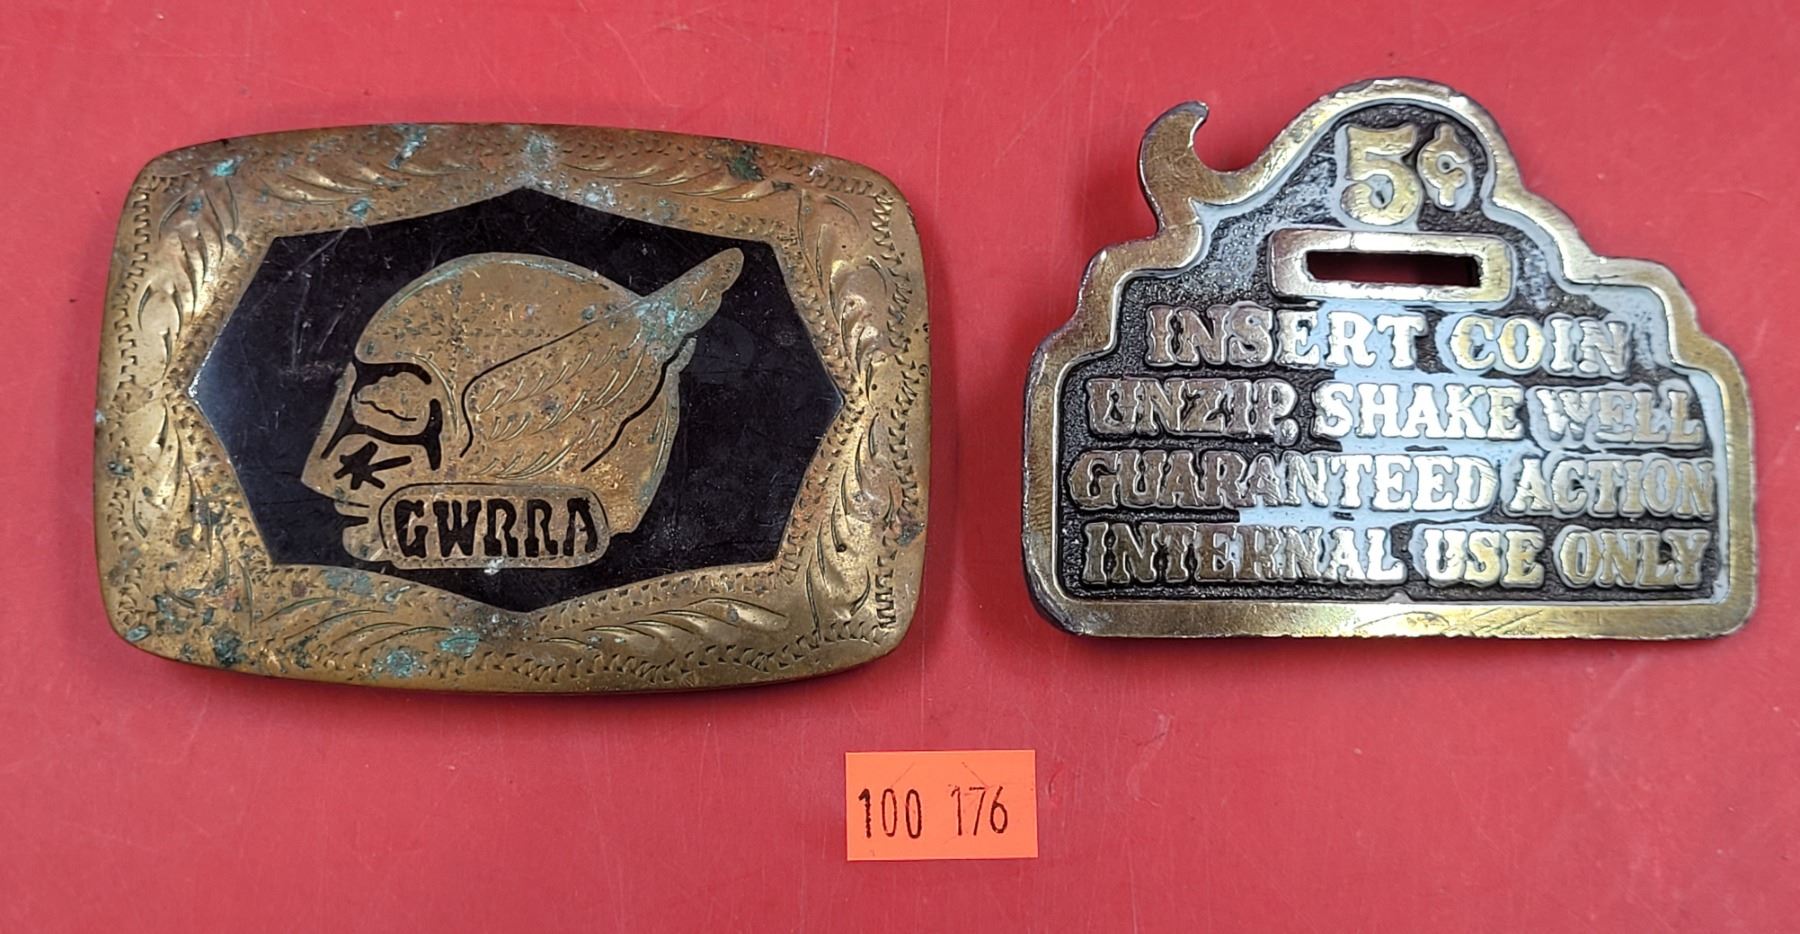 GWRRA
5¢
INSERT COIN
UNZIP, SHAKE WELL
GUARANTEED ACTION
INTERNAL USE ONLY
100 176